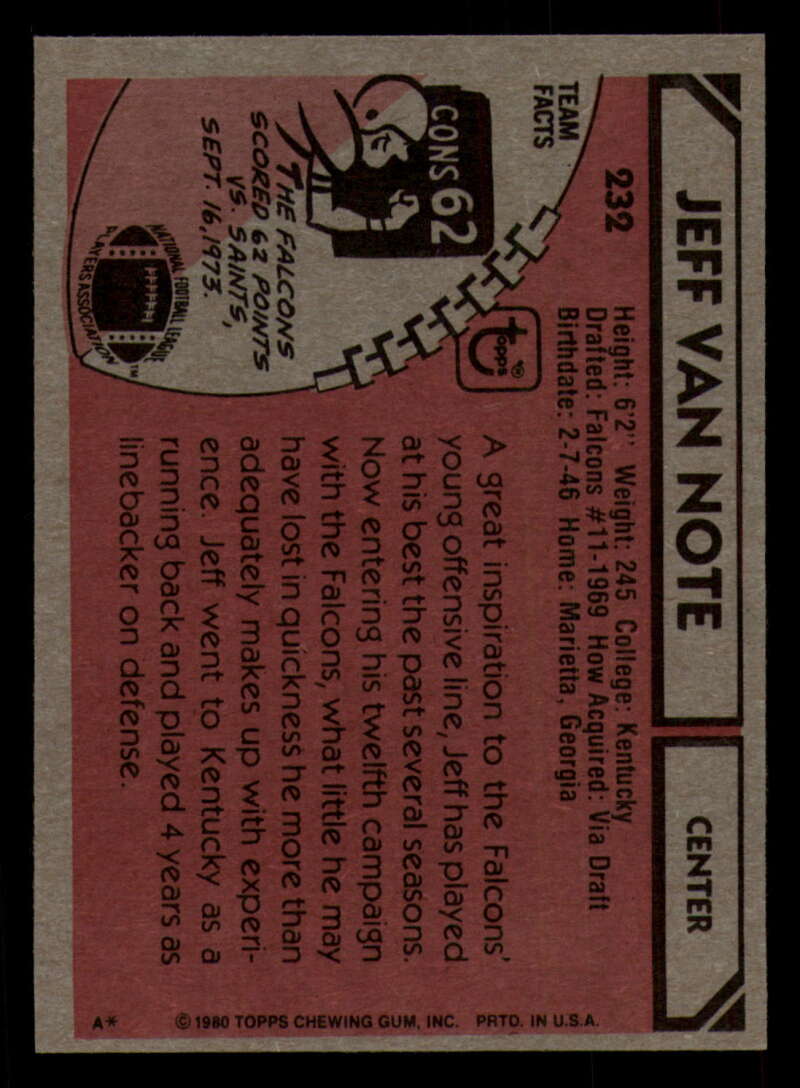 JEFF VAN NOTE
CENTER
232
Height: 6'2" Weight: 245 College: Kentucky
Drafted: Falcons #11-1969 How Acquired: Via Draft
Birthdate: 2-7-46 Home: Marietta, Georgia
TEAM
FACTS
CONS 62
THE FALCONS
SCORED 62 POINTS
VS. SAINTS,
SEPT. 16, 1973.
topps®
NATIONAL FOOTBALL LEAGUE
PLAYERS ASSOCIATION™
A great inspiration to the Falcons'
young offensive line, Jeff has played
at his best the past several seasons.
Now entering his twelfth campaign
with the Falcons, what little he may
have lost in quickness he more than
adequately makes up with experi-
ence. Jeff went to Kentucky as a
running back and played 4 years as
linebacker on defense.
A*
© 1980 TOPPS CHEWING GUM, INC. PRTD. IN U.S.A.